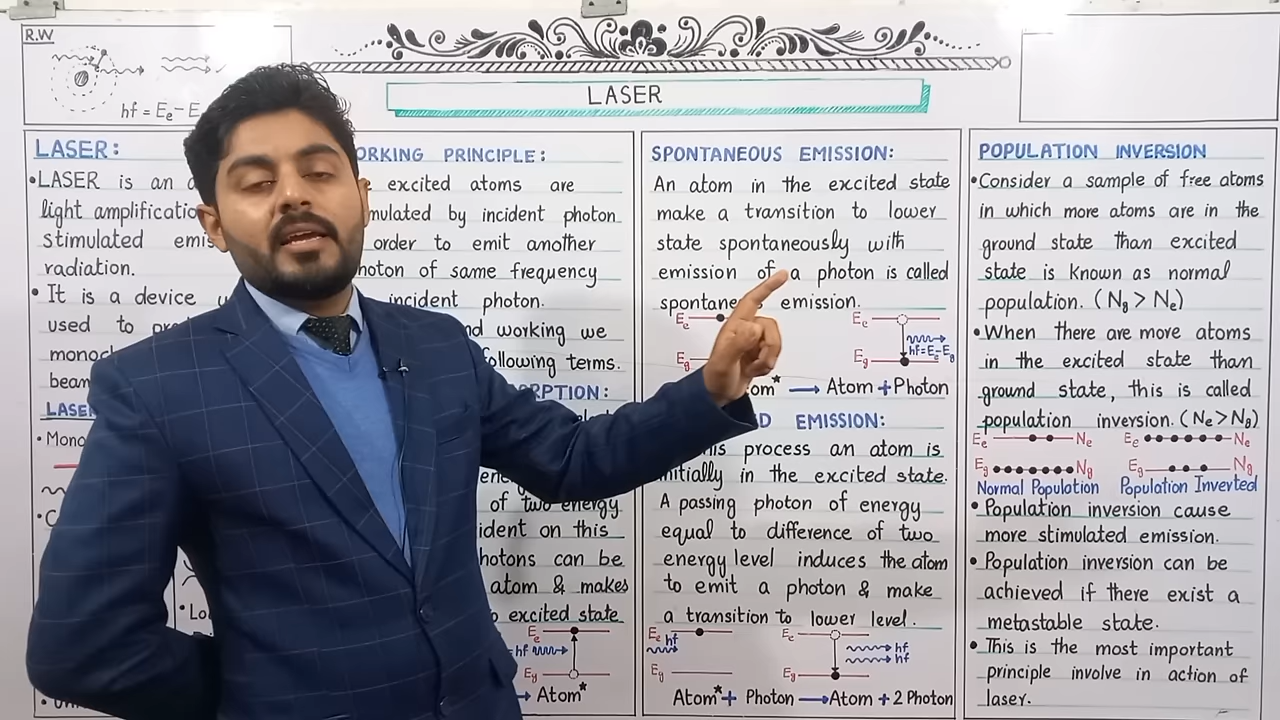 R.W
hf = Ee - E
LASER
LASER:
• LASER is an a
light amplificatio
stimulated emis
radiation.
• It is a device u
used to pro
monoc
beam
LASE
• Mono
• C
• Lo
ORKING PRINCIPLE:
excited atoms are
mulated by incident photon
order to emit another
hoton of same frequency
incident photon.
nd working we
following terms.
RPTION:
of two energy
ident on this
hotons can be
atom & makes
o excited state
Ee
hf
Eg
→ Atom*
SPONTANEOUS EMISSION:
An atom in the excited state
make a transition to lower
state spontaneously with
emission of a photon is called
spontane s emission.
Ee Ee
hf=Ee-Eg
Eg Eg
om* → Atom + Photon
D EMISSION:
his process an atom is
initially in the excited state.
A passing photon of energy
equal to difference of two
energy level induces the atom
to emit a photon & make
a transition to lower level.
Ee hf Ee hf
hf
Eg Eg
Atom* + Photon → Atom + 2 Photon
POPULATION INVERSION
• Consider a sample of free atoms
in which more atoms are in the
ground state than excited
state is known as normal
population. (Ng > Ne)
• When there are more atoms
in the excited state than
ground state, this is called
population inversion. (Ne > Ng)
Ee Ne Ee Ne
Eg Ng Eg Ng
Normal Population Population Inverted
• Population inversion cause
more stimulated emission.
• Population inversion can be
achieved if there exist a
metastable state.
• This is the most important
principle involve in action of
laser.